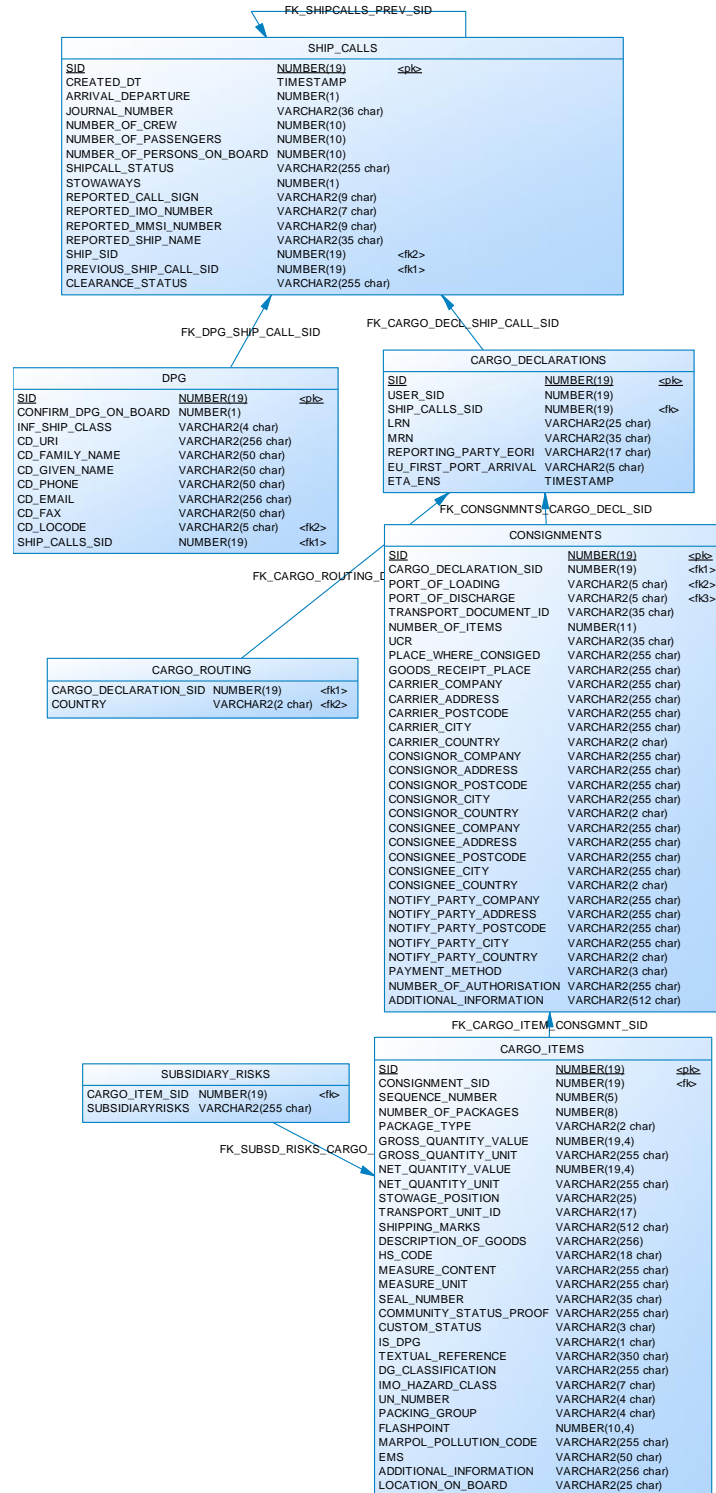 FK_SHIPCALLS_PREV_SID
SHIP_CALLS
SID NUMBER(19) <pk>
CREATED_DT TIMESTAMP
ARRIVAL_DEPARTURE NUMBER(1)
JOURNAL_NUMBER VARCHAR2(36 char)
NUMBER_OF_CREW NUMBER(10)
NUMBER_OF_PASSENGERS NUMBER(10)
NUMBER_OF_PERSONS_ON_BOARD NUMBER(10)
SHIPCALL_STATUS VARCHAR2(255 char)
STOWAWAYS NUMBER(1)
REPORTED_CALL_SIGN VARCHAR2(9 char)
REPORTED_IMO_NUMBER VARCHAR2(7 char)
REPORTED_MMSI_NUMBER VARCHAR2(9 char)
REPORTED_SHIP_NAME VARCHAR2(35 char)
SHIP_SID NUMBER(19) <fk2>
PREVIOUS_SHIP_CALL_SID NUMBER(19) <fk1>
CLEARANCE_STATUS VARCHAR2(255 char)
FK_DPG_SHIP_CALL_SID
FK_CARGO_DECL_SHIP_CALL_SID
DPG
SID NUMBER(19) <pk>
CONFIRM_DPG_ON_BOARD NUMBER(1)
INF_SHIP_CLASS VARCHAR2(4 char)
CD_URI VARCHAR2(256 char)
CD_FAMILY_NAME VARCHAR2(50 char)
CD_GIVEN_NAME VARCHAR2(50 char)
CD_PHONE VARCHAR2(50 char)
CD_EMAIL VARCHAR2(256 char)
CD_FAX VARCHAR2(50 char)
CD_LOCODE VARCHAR2(5 char) <fk2>
SHIP_CALLS_SID NUMBER(19) <fk1>
CARGO_DECLARATIONS
SID NUMBER(19) <pk>
USER_SID NUMBER(19)
SHIP_CALLS_SID NUMBER(19) <fk>
LRN VARCHAR2(25 char)
MRN VARCHAR2(35 char)
REPORTING_PARTY_EORI VARCHAR2(17 char)
EU_FIRST_PORT_ARRIVAL VARCHAR2(5 char)
ETA_ENS TIMESTAMP
FK_CONSGNMNTS_CARGO_DECL_SID
FK_CARGO_ROUTING_D
CARGO_ROUTING
CARGO_DECLARATION_SID NUMBER(19) <fk1>
COUNTRY VARCHAR2(2 char) <fk2>
CONSIGNMENTS
SID NUMBER(19) <pk>
CARGO_DECLARATION_SID NUMBER(19) <fk1>
PORT_OF_LOADING VARCHAR2(5 char) <fk2>
PORT_OF_DISCHARGE VARCHAR2(5 char) <fk3>
TRANSPORT_DOCUMENT_ID VARCHAR2(35 char)
NUMBER_OF_ITEMS NUMBER(11)
UCR VARCHAR2(35 char)
PLACE_WHERE_CONSIGED VARCHAR2(255 char)
GOODS_RECEIPT_PLACE VARCHAR2(255 char)
CARRIER_COMPANY VARCHAR2(255 char)
CARRIER_ADDRESS VARCHAR2(255 char)
CARRIER_POSTCODE VARCHAR2(255 char)
CARRIER_CITY VARCHAR2(255 char)
CARRIER_COUNTRY VARCHAR2(2 char)
CONSIGNOR_COMPANY VARCHAR2(255 char)
CONSIGNOR_ADDRESS VARCHAR2(255 char)
CONSIGNOR_POSTCODE VARCHAR2(255 char)
CONSIGNOR_CITY VARCHAR2(255 char)
CONSIGNOR_COUNTRY VARCHAR2(2 char)
CONSIGNEE_COMPANY VARCHAR2(255 char)
CONSIGNEE_ADDRESS VARCHAR2(255 char)
CONSIGNEE_POSTCODE VARCHAR2(255 char)
CONSIGNEE_CITY VARCHAR2(255 char)
CONSIGNEE_COUNTRY VARCHAR2(2 char)
NOTIFY_PARTY_COMPANY VARCHAR2(255 char)
NOTIFY_PARTY_ADDRESS VARCHAR2(255 char)
NOTIFY_PARTY_POSTCODE VARCHAR2(255 char)
NOTIFY_PARTY_CITY VARCHAR2(255 char)
NOTIFY_PARTY_COUNTRY VARCHAR2(2 char)
PAYMENT_METHOD VARCHAR2(3 char)
NUMBER_OF_AUTHORISATION VARCHAR2(255 char)
ADDITIONAL_INFORMATION VARCHAR2(512 char)
FK_CARGO_ITEM_CONSGMNT_SID
SUBSIDIARY_RISKS
CARGO_ITEM_SID NUMBER(19) <fk>
SUBSIDIARYRISKS VARCHAR2(255 char)
FK_SUBSD_RISKS_CARGO_
CARGO_ITEMS
SID NUMBER(19) <pk>
CONSIGNMENT_SID NUMBER(19) <fk>
SEQUENCE_NUMBER NUMBER(5)
NUMBER_OF_PACKAGES NUMBER(8)
PACKAGE_TYPE VARCHAR2(2 char)
GROSS_QUANTITY_VALUE NUMBER(19,4)
GROSS_QUANTITY_UNIT VARCHAR2(255 char)
NET_QUANTITY_VALUE NUMBER(19,4)
NET_QUANTITY_UNIT VARCHAR2(255 char)
STOWAGE_POSITION VARCHAR2(25)
TRANSPORT_UNIT_ID VARCHAR2(17)
SHIPPING_MARKS VARCHAR2(512 char)
DESCRIPTION_OF_GOODS VARCHAR2(256)
HS_CODE VARCHAR2(18 char)
MEASURE_CONTENT VARCHAR2(255 char)
MEASURE_UNIT VARCHAR2(255 char)
SEAL_NUMBER VARCHAR2(35 char)
COMMUNITY_STATUS_PROOF VARCHAR2(255 char)
CUSTOM_STATUS VARCHAR2(3 char)
IS_DPG VARCHAR2(1 char)
TEXTUAL_REFERENCE VARCHAR2(350 char)
DG_CLASSIFICATION VARCHAR2(255 char)
IMO_HAZARD_CLASS VARCHAR2(7 char)
UN_NUMBER VARCHAR2(4 char)
PACKING_GROUP VARCHAR2(4 char)
FLASHPOINT NUMBER(10,4)
MARPOL_POLLUTION_CODE VARCHAR2(255 char)
EMS VARCHAR2(50 char)
ADDITIONAL_INFORMATION VARCHAR2(256 char)
LOCATION_ON_BOARD VARCHAR2(25 char)